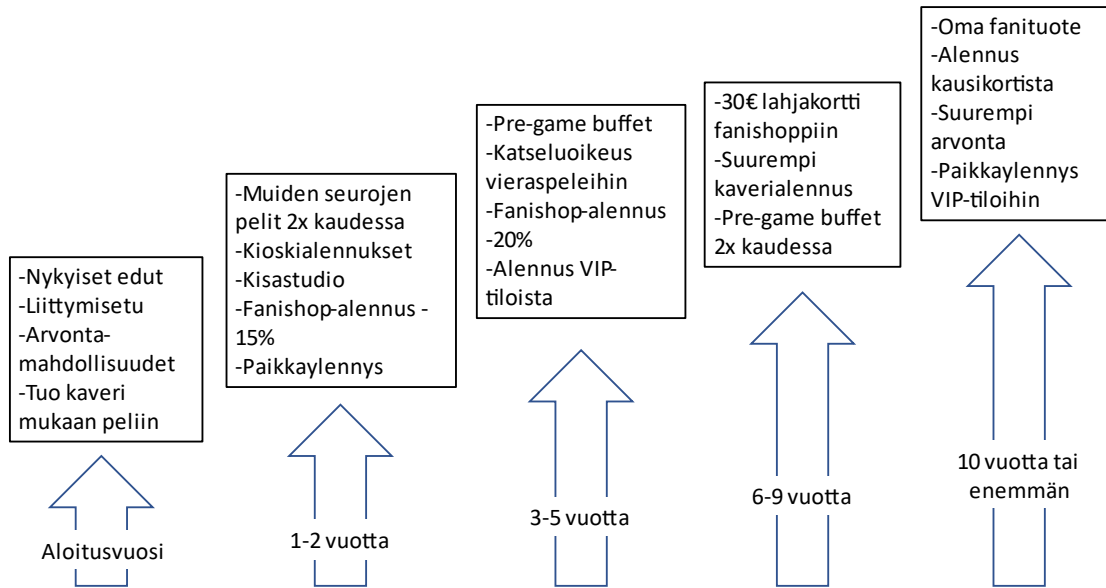 -Nykyiset edut
-Liittymisetu
-Arvonta-
mahdollisuudet
-Tuo kaveri
mukaan peliin
Aloitusvuosi
-Muiden seurojen
pelit 2x kaudessa
-Kioskialennukset
-Kisastudio
-Fanishop-alennus -
15%
-Paikkaylennys
1-2 vuotta
-Pre-game buffet
-Katseluoikeus
vieraspeleihin
-Fanishop-alennus
-20%
-Alennus VIP-
tiloista
3-5 vuotta
-30€ lahjakortti
fanishoppiin
-Suurempi
kaverialennus
-Pre-game buffet
2x kaudessa
6-9 vuotta
-Oma fanituote
-Alennus
kausikortista
-Suurempi
arvonta
-Paikkaylennys
VIP-tiloihin
10 vuotta tai
enemmän